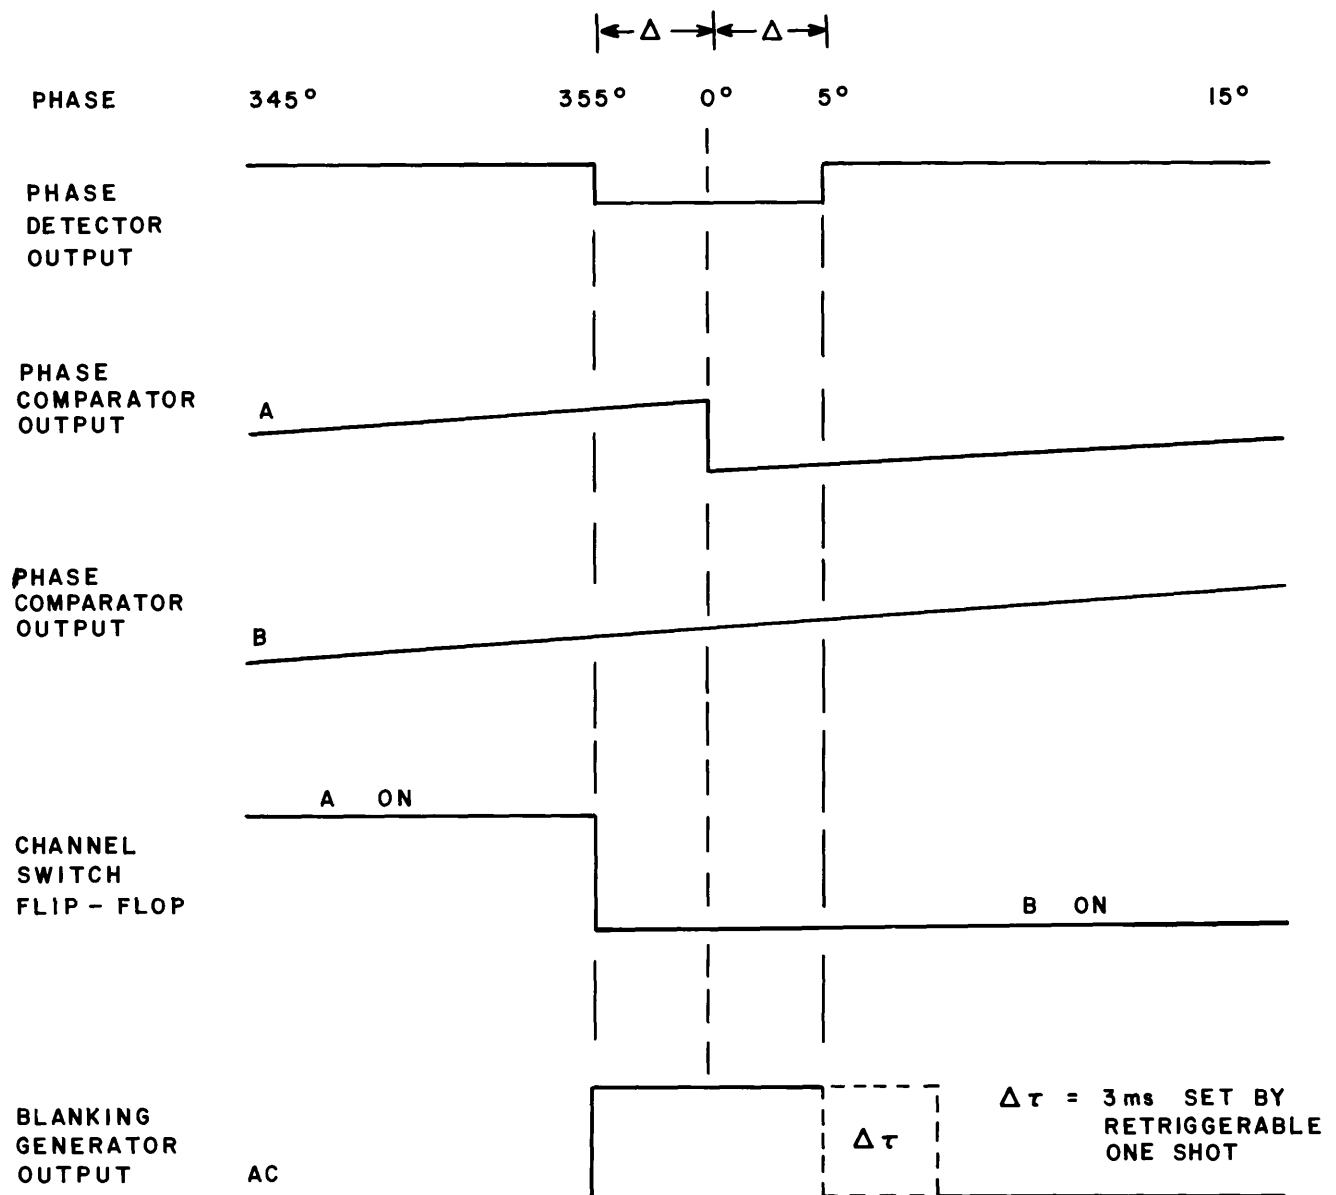 Δ Δ
PHASE 345° 355° 0° 5° 15°
PHASE
DETECTOR
OUTPUT
PHASE
COMPARATOR
OUTPUT
A
PHASE
COMPARATOR
OUTPUT
B
A ON
CHANNEL
SWITCH
FLIP - FLOP
B ON
BLANKING
GENERATOR
OUTPUT
AC
Δτ
Δτ = 3ms SET BY
RETRIGGERABLE
ONE SHOT